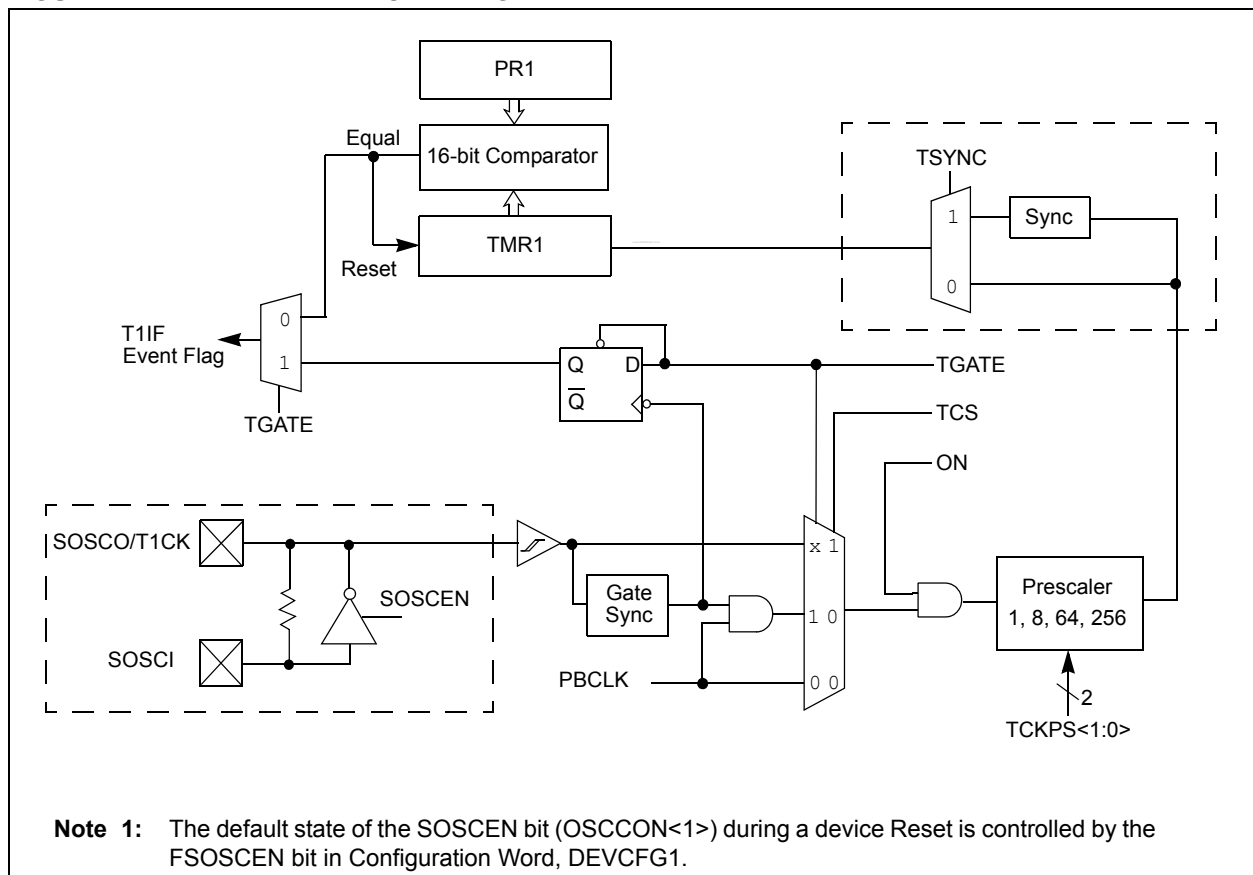 PR1
Equal
16-bit Comparator
TSYNC
1
Sync
TMR1
Reset
0
0
T1IF
Event Flag
1
Q
D
TGATE
Q
TCS
TGATE
ON
SOSCO/T1CK
x 1
Prescaler
1, 8, 64, 256
SOSCEN
Gate
Sync
1 0
SOSCI
PBCLK
0 0
2
TCKPS<1:0>
Note 1: The default state of the SOSCEN bit (OSCCON<1>) during a device Reset is controlled by the
FSOSCEN bit in Configuration Word, DEVCFG1.